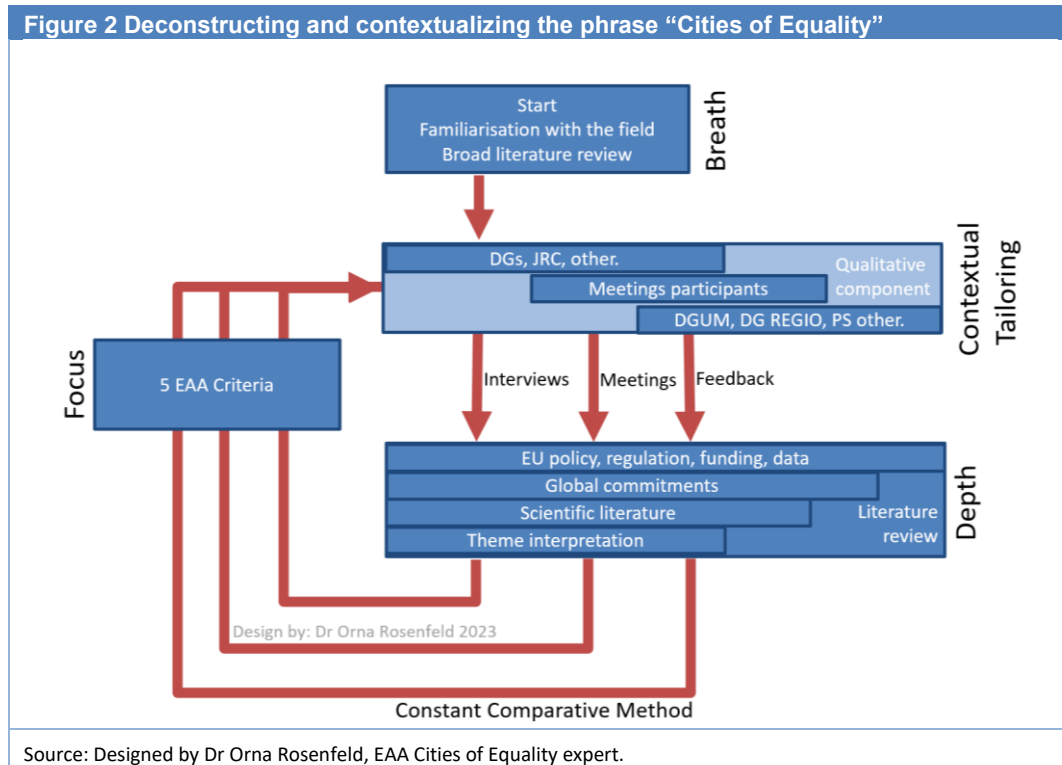 Figure 2 Deconstructing and contextualizing the phrase “Cities of Equality”
Start
Familiarisation with the field
Broad literature review
Breath
DGs, JRC, other.
Qualitative
component
Meetings participants
DGUM, DG REGIO, PS other.
Contextual
Tailoring
Interviews
Meetings
Feedback
5 EAA Criteria
Focus
EU policy, regulation, funding, data
Global commitments
Scientific literature
Theme interpretation
Literature
review
Depth
Design by: Dr Orna Rosenfeld 2023
Constant Comparative Method
Source: Designed by Dr Orna Rosenfeld, EAA Cities of Equality expert.